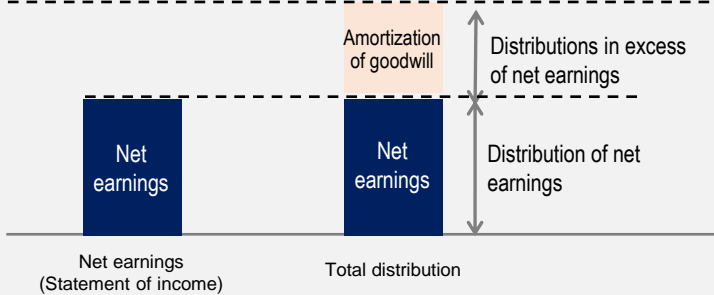 Amortization
of goodwill
Distributions in excess
of net earnings
Net
earnings
Net
earnings
Distribution of net
earnings
Net earnings
(Statement of income)
Total distribution